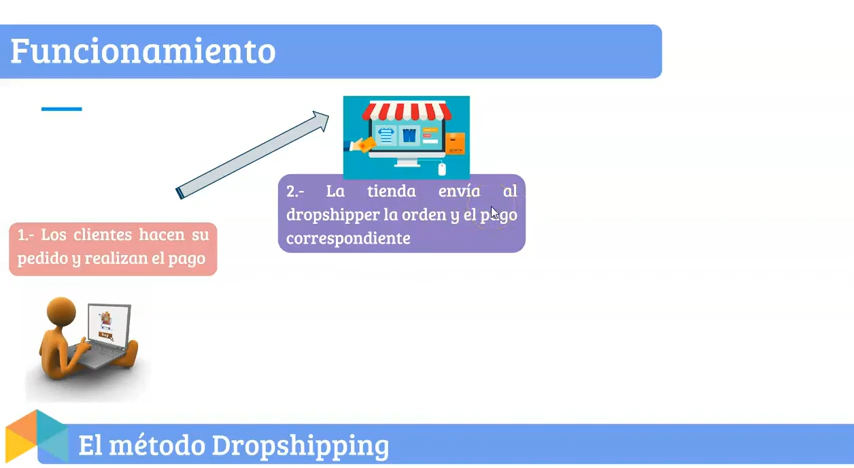 Funcionamiento
2.- La tienda envía al
dropshipper la orden y el pago
correspondiente
1.- Los clientes hacen su
pedido y realizan el pago
El método Dropshipping